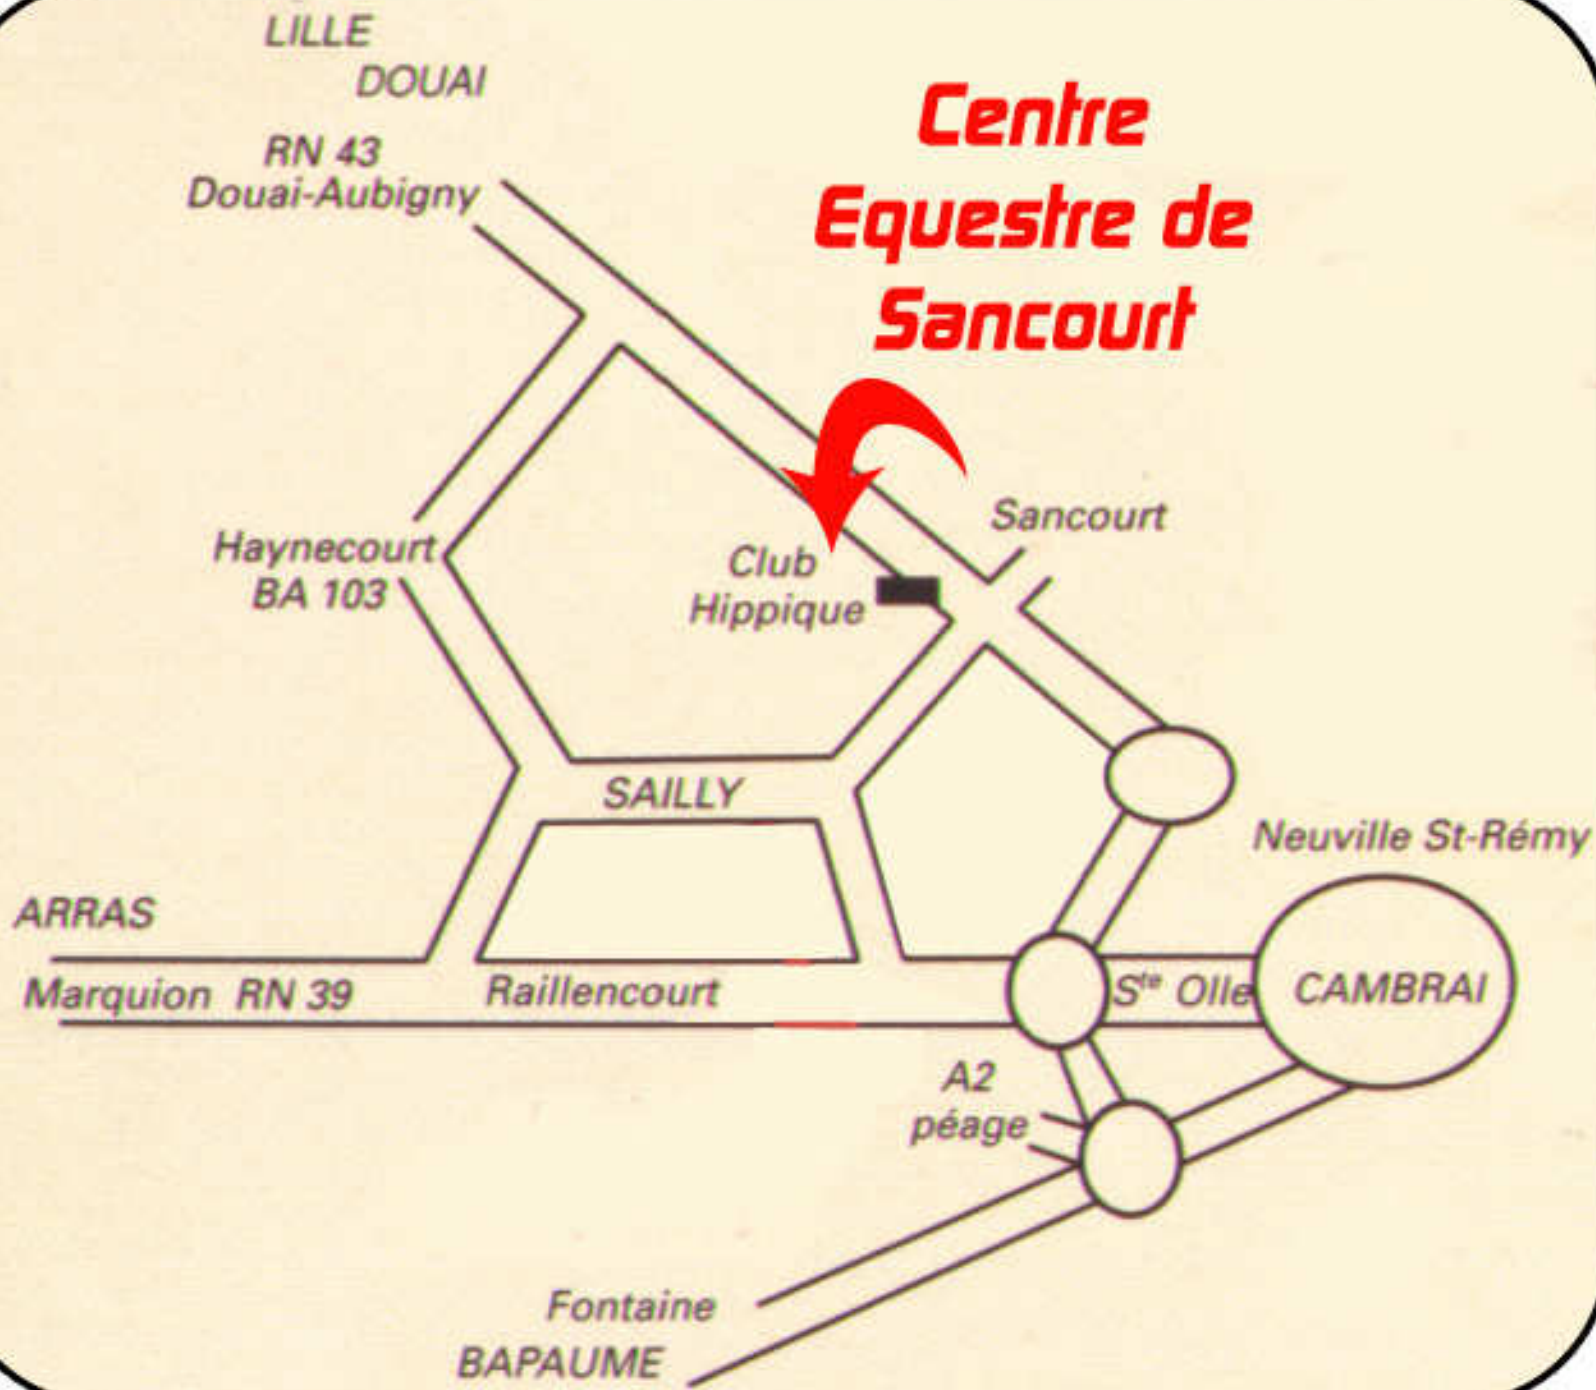 LILLE
DOUAI
RN 43
Douai-Aubigny
Centre
Equestre de
Sancourt
Sancourt
Haynecourt
BA 103
Club
Hippique
SAILLY
Neuville St-Rémy
ARRAS
Marquion RN 39
Raillencourt
Ste Olle
CAMBRAI
A2
péage
Fontaine
BAPAUME